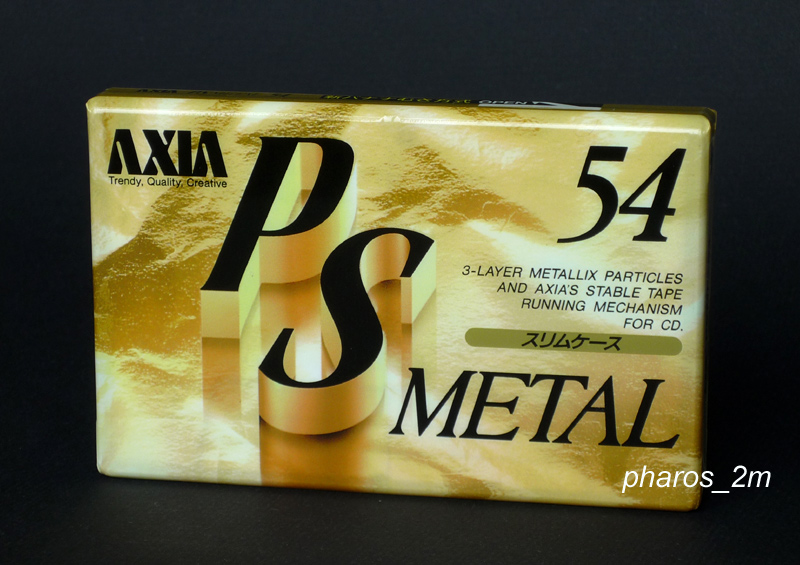 OPEN
AXIA
Trendy, Quality, Creative
PS
54
3-LAYER METALLIX PARTICLES
AND AXIA'S STABLE TAPE
RUNNING MECHANISM
FOR CD.
スリムケース
METAL
pharos_2m